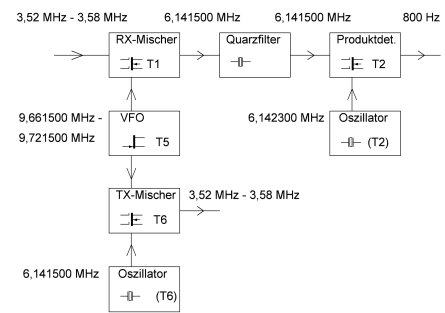 3,52 MHz - 3,58 MHz 6,141500 MHz 6,141500 MHz 800 Hz
RX-Mischer Quarzfilter Produktdet.
T1 T2
9,661500 MHz - VFO 6,142300 MHz Oszillator
9,721500 MHz T5 (T2)
TX-Mischer 3,52 MHz - 3,58 MHz
T6
6,141500 MHz Oszillator
(T6)